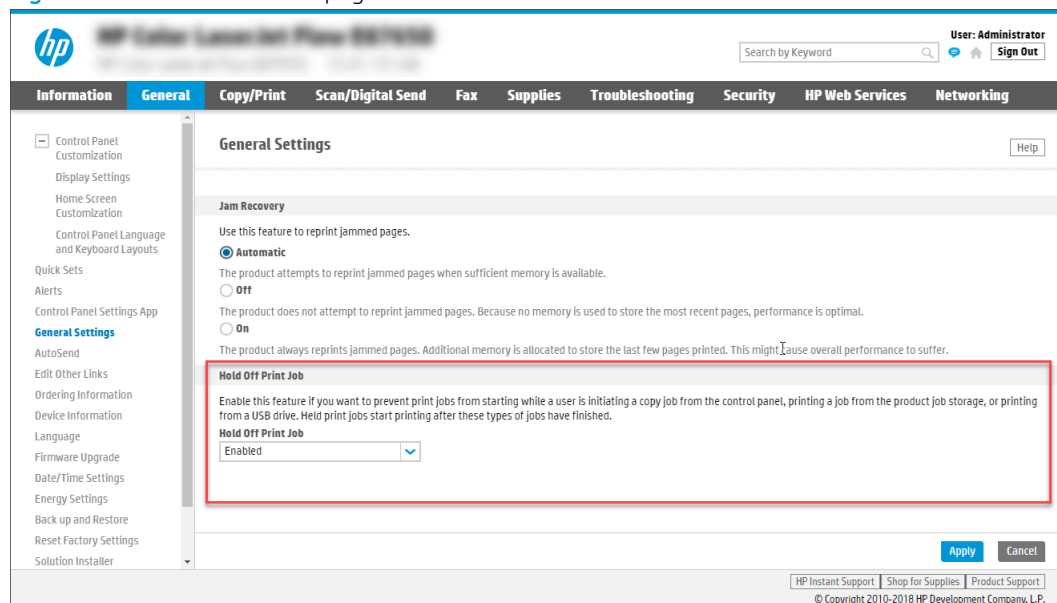 hp
User: Administrator
Search by Keyword
Sign Out
Information General Copy/Print Scan/Digital Send Fax Supplies Troubleshooting Security HP Web Services Networking
Control Panel
Customization
Display Settings
Home Screen
Customization
Control Panel Language
and Keyboard Layouts
Quick Sets
Alerts
Control Panel Settings App
General Settings
AutoSend
Edit Other Links
Ordering Information
Device Information
Language
Firmware Upgrade
Date/Time Settings
Energy Settings
Back up and Restore
Reset Factory Settings
Solution Installer
General Settings
Help
Jam Recovery
Use this feature to reprint jammed pages.
Automatic
The product attempts to reprint jammed pages when sufficient memory is available.
Off
The product does not attempt to reprint jammed pages. Because no memory is used to store the most recent pages, performance is optimal.
On
The product always reprints jammed pages. Additional memory is allocated to store the last few pages printed. This might cause overall performance to suffer.
Hold Off Print Job
Enable this feature if you want to prevent print jobs from starting while a user is initiating a copy job from the control panel, printing a job from the product job storage, or printing
from a USB drive. Held print jobs start printing after these types of jobs have finished.
Hold Off Print Job
Enabled
Apply Cancel
HP Instant Support Shop for Supplies Product Support
© Copyright 2010-2018 HP Development Company, L.P.